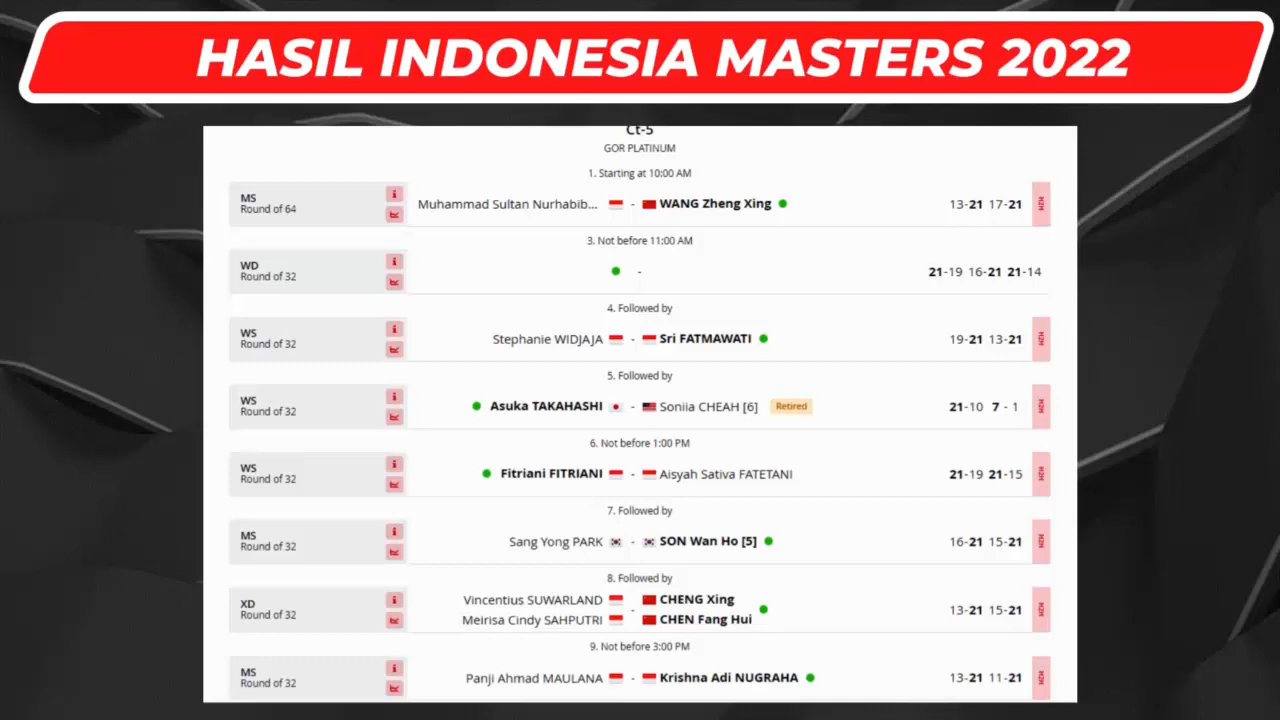 HASIL INDONESIA MASTERS 2022
Ct-5
GOR PLATINUM
1. Starting at 10:00 AM
MS
Round of 64
Muhammad Sultan Nurhabib... - WANG Zheng Xing 13-21 17-21 H2H
3. Not before 11:00 AM
WD
Round of 32
- 21-19 16-21 21-14
4. Followed by
WS
Round of 32
Stephanie WIDJAJA - Sri FATMAWATI 19-21 13-21 H2H
5. Followed by
WS
Round of 32
Asuka TAKAHASHI - Soniia CHEAH [6] Retired 21-10 7 - 1 H2H
6. Not before 1:00 PM
WS
Round of 32
Fitriani FITRIANI - Aisyah Sativa FATETANI 21-19 21-15 H2H
7. Followed by
MS
Round of 32
Sang Yong PARK - SON Wan Ho [5] 16-21 15-21 H2H
8. Followed by
XD
Round of 32
Vincentius SUWARLAND - CHENG Xing
Meirisa Cindy SAHPUTRI CHEN Fang Hui 13-21 15-21 H2H
9. Not before 3:00 PM
MS
Round of 32
Panji Ahmad MAULANA - Krishna Adi NUGRAHA 13-21 11-21 H2H